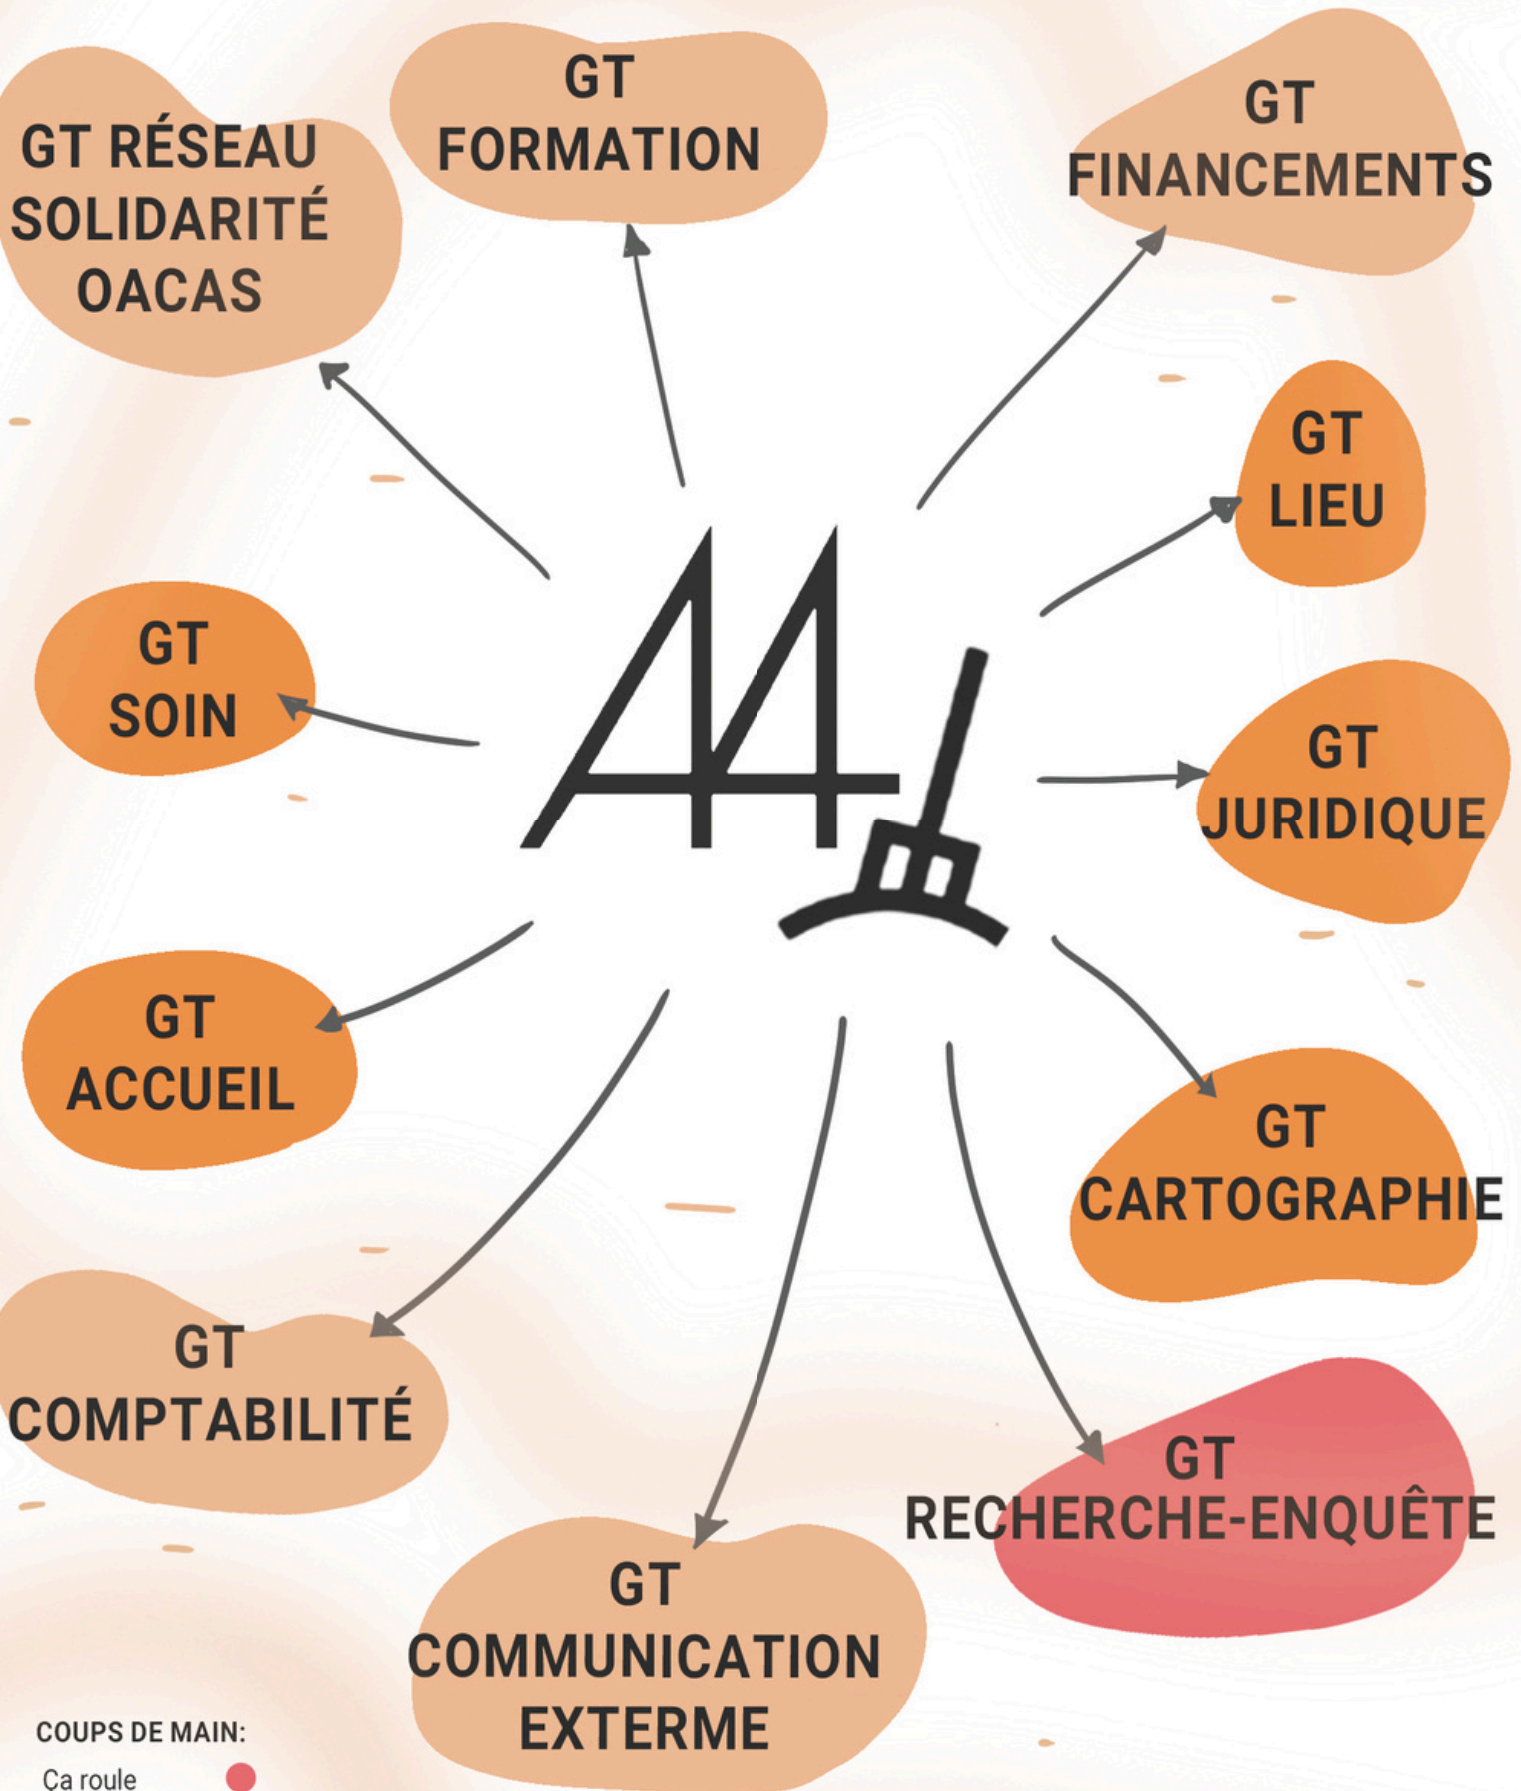 GT
FORMATION
GT
FINANCEMENTS
GT RÉSEAU
SOLIDARITÉ
OACAS
GT
LIEU
GT
SOIN
GT
JURIDIQUE
GT
ACCUEIL
GT
CARTOGRAPHIE
GT
COMPTABILITÉ
GT
RECHERCHE-ENQUÊTE
GT
COMMUNICATION
EXTERME
COUPS DE MAIN:
Ça roule